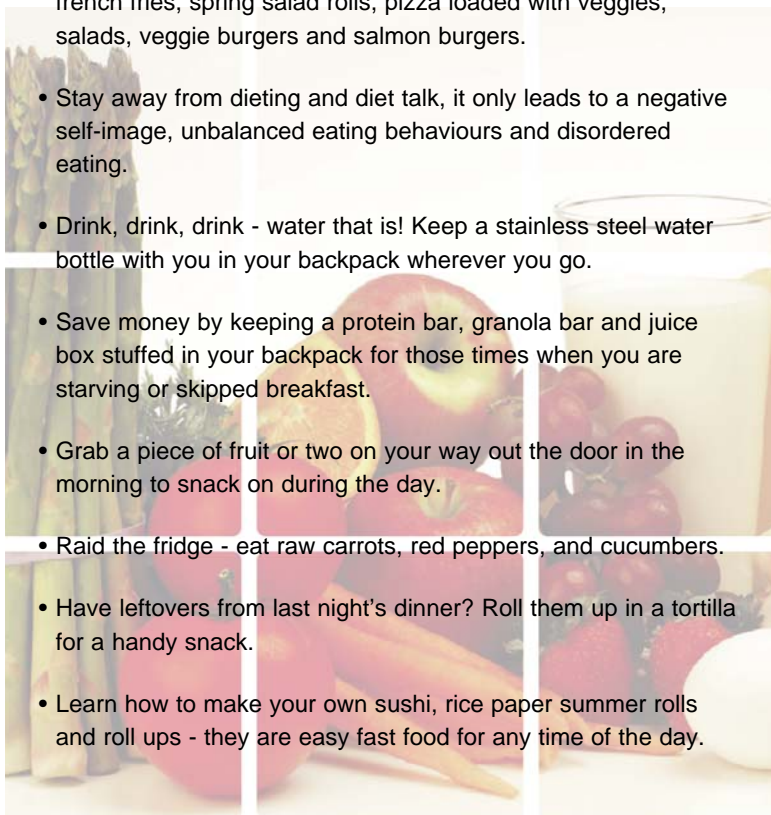 french fries, spring salad rolls, pizza loaded with veggies,
salads, veggie burgers and salmon burgers.
• Stay away from dieting and diet talk, it only leads to a negative
self-image, unbalanced eating behaviours and disordered
eating.
• Drink, drink, drink - water that is! Keep a stainless steel water
bottle with you in your backpack wherever you go.
• Save money by keeping a protein bar, granola bar and juice
box stuffed in your backpack for those times when you are
starving or skipped breakfast.
• Grab a piece of fruit or two on your way out the door in the
morning to snack on during the day.
• Raid the fridge - eat raw carrots, red peppers, and cucumbers.
• Have leftovers from last night's dinner? Roll them up in a tortilla
for a handy snack.
• Learn how to make your own sushi, rice paper summer rolls
and roll ups - they are easy fast food for any time of the day.